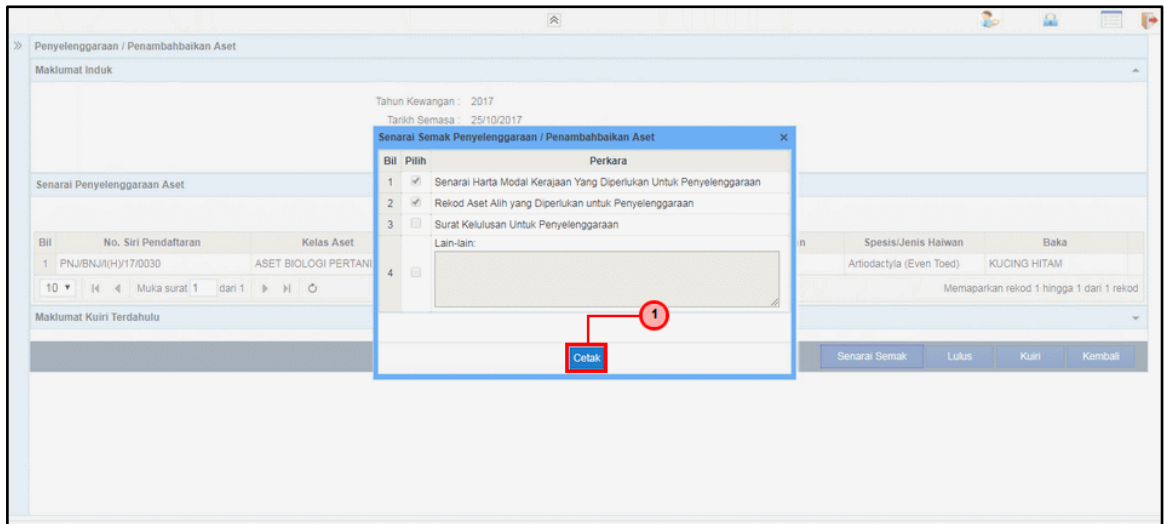 Penyelenggaraan / Penambahbaikan Aset
Maklumat Induk
Tahun Kewangan : 2017
Tarikh Semasa : 25/10/2017
Senarai Semak Penyelenggaraan / Penambahbaikan Aset
Bil Pilih Perkara
1 Senarai Harta Modal Kerajaan Yang Diperlukan Untuk Penyelenggaraan
2 Rekod Aset Alih yang Diperlukan untuk Penyelenggaraan
3 Surat Kelulusan Untuk Penyelenggaraan
4 Lain-lain:
1
Cetak
Senarai Penyelenggaraan Aset
Bil No. Siri Pendaftaran Kelas Aset Spesis/Jenis Haiwan Baka
1 PNJ/BNJ/I(H)/17/0030 ASET BIOLOGI PERTANI Artiodactyla (Even Toed) KUCING HITAM
10 Muka surat 1 dari 1 Memaparkan rekod 1 hingga 1 dari 1 rekod
Maklumat Kuiri Terdahulu
Senarai Semak Lulus Kuiri Kembali